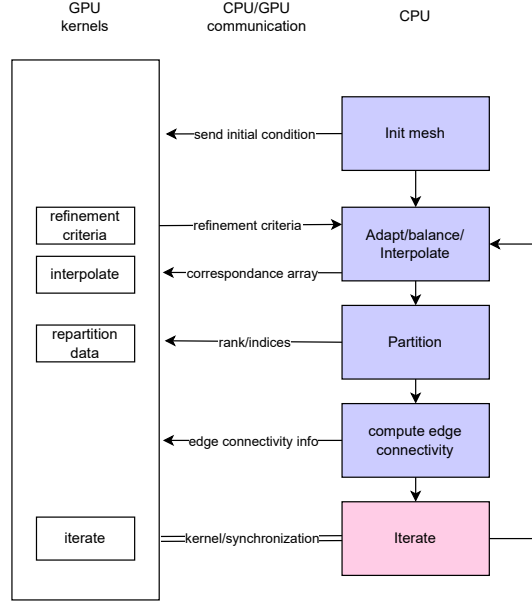 GPU
kernels
CPU/GPU
communication
CPU
send initial condition
Init mesh
refinement
criteria
refinement criteria
Adapt/balance/
Interpolate
interpolate
correspondance array
repartition
data
rank/indices
Partition
edge connectivity info
compute edge
connectivity
iterate
kernel/synchronization
Iterate